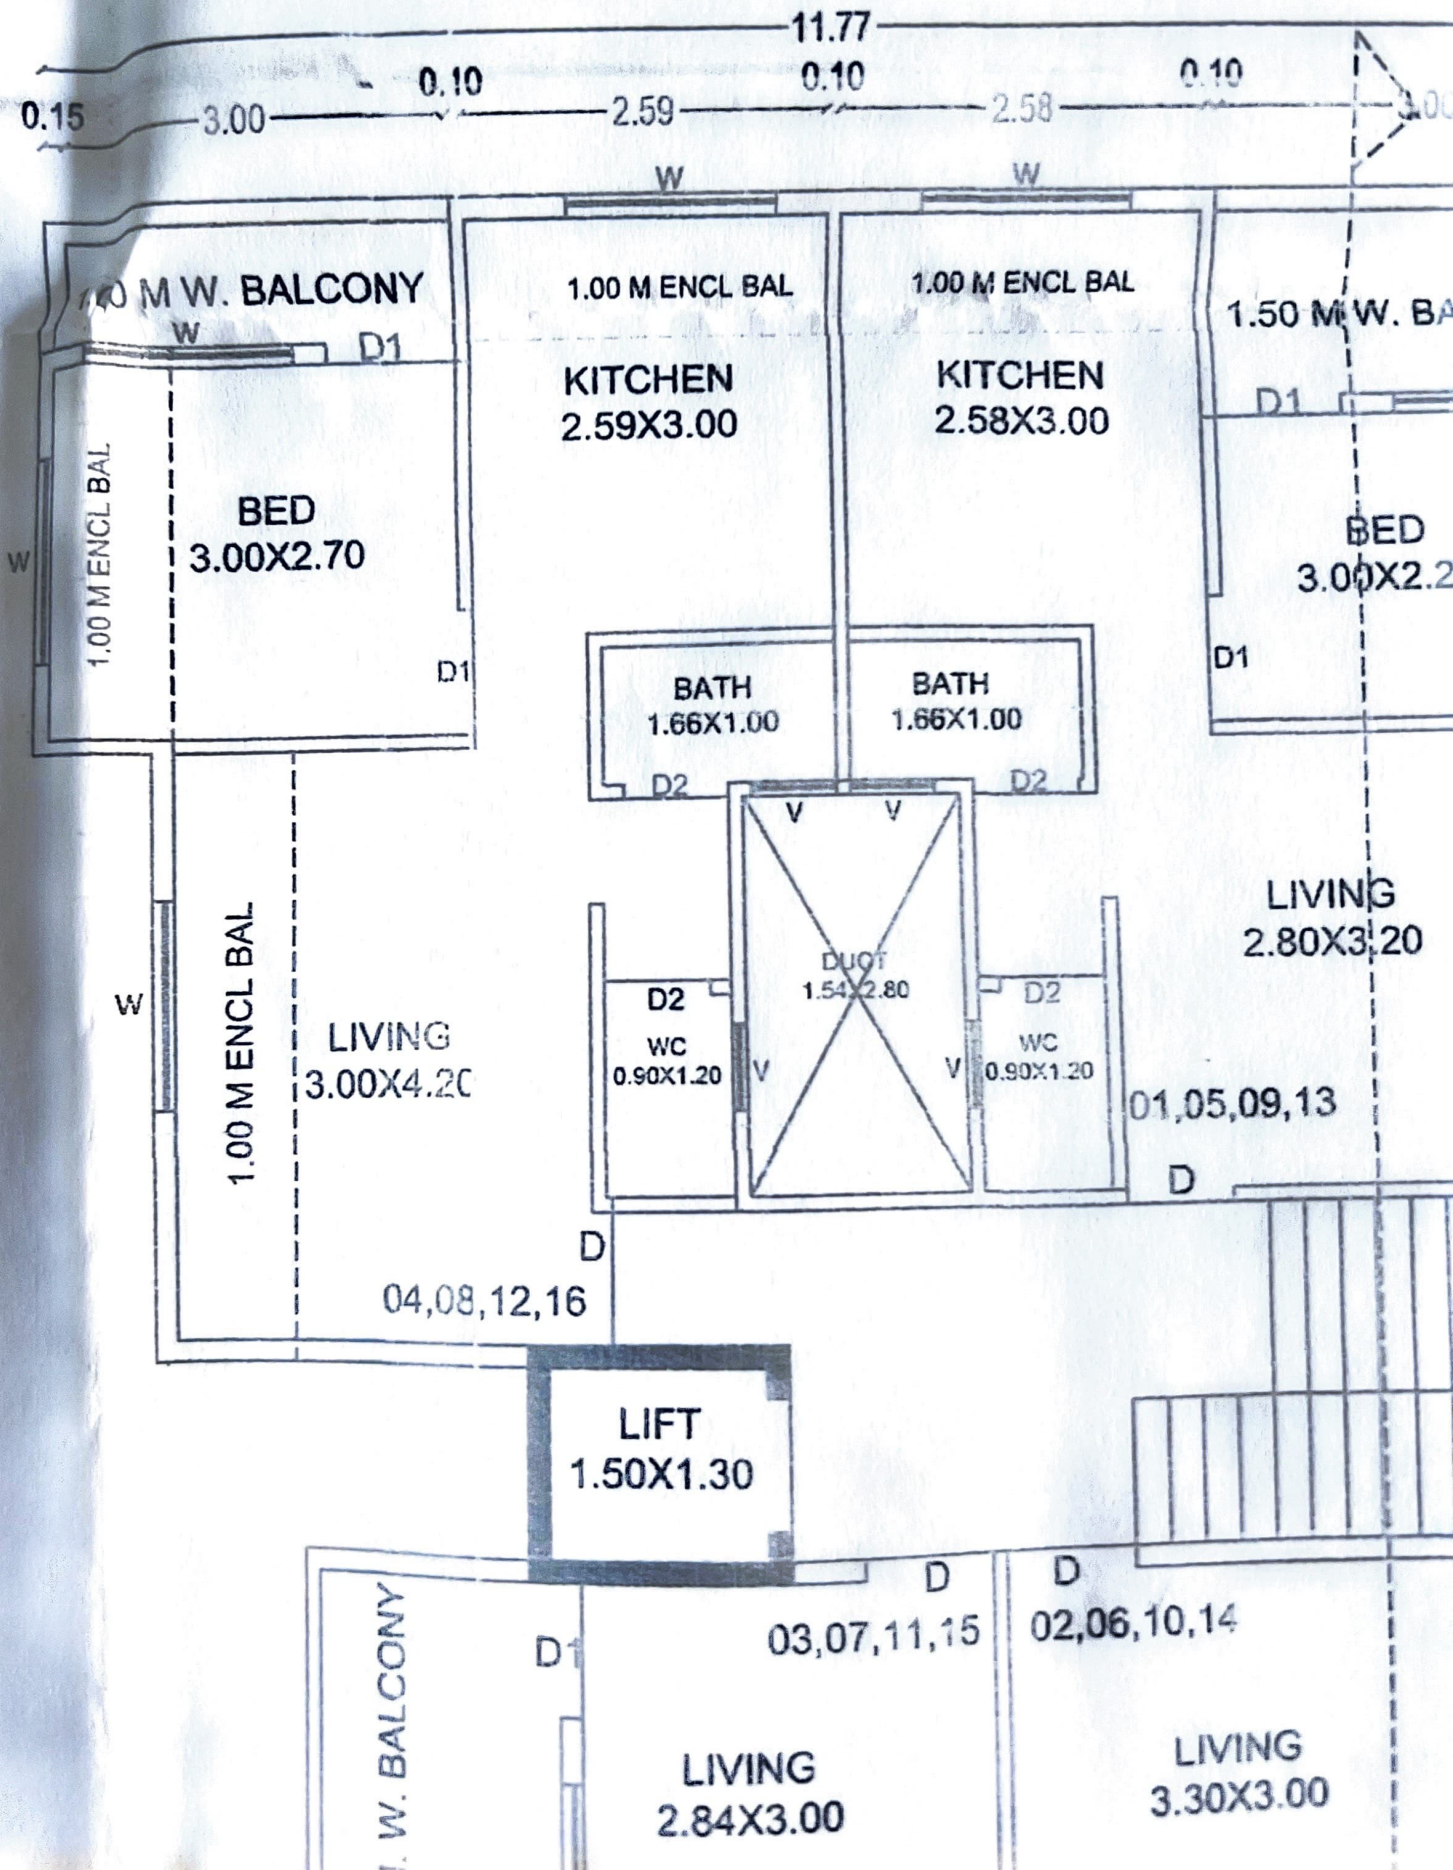 11.77
0.10
0.10
0.10
0.15
3.00
2.59
2.58
W
W
M W. BALCONY
1.00 M ENCL BAL
1.00 M ENCL BAL
1.50 M W.
W
D1
KITCHEN
2.59X3.00
KITCHEN
2.58X3.00
D1
1.00 M ENCL BAL
W
BED
3.00X2.70
BED
D1
D1
BATH
1.66X1.00
BATH
1.66X1.00
D2
D2
V
V
1.00 M ENCL BAL
W
LIVING
3.00X4.20
LIVING
2.80X3.20
DUCT
1.54X2.80
D2
WC
0.90X1.20
V
D2
WC
0.90X1.20
V
01,05,09,13
D
D
04,08,12,16
LIFT
1.50X1.30
D
D
03,07,11,15
02,06,10,14
D1
W. BALCONY
LIVING
2.84X3.00
LIVING
3.30X3.00